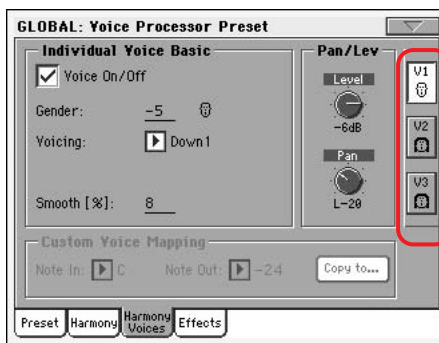 GLOBAL: Voice Processor Preset
Individual Voice Basic
Voice On/Off
Gender: -5
Voicing: Down1
Smooth [%]: 8
Pan/Lev
Level
-6dB
Pan
L-20
V1
V2
V3
Custom Voice Mapping
Note In: C Note Out: -24 Copy to...
Preset Harmony Harmony Voices Effects